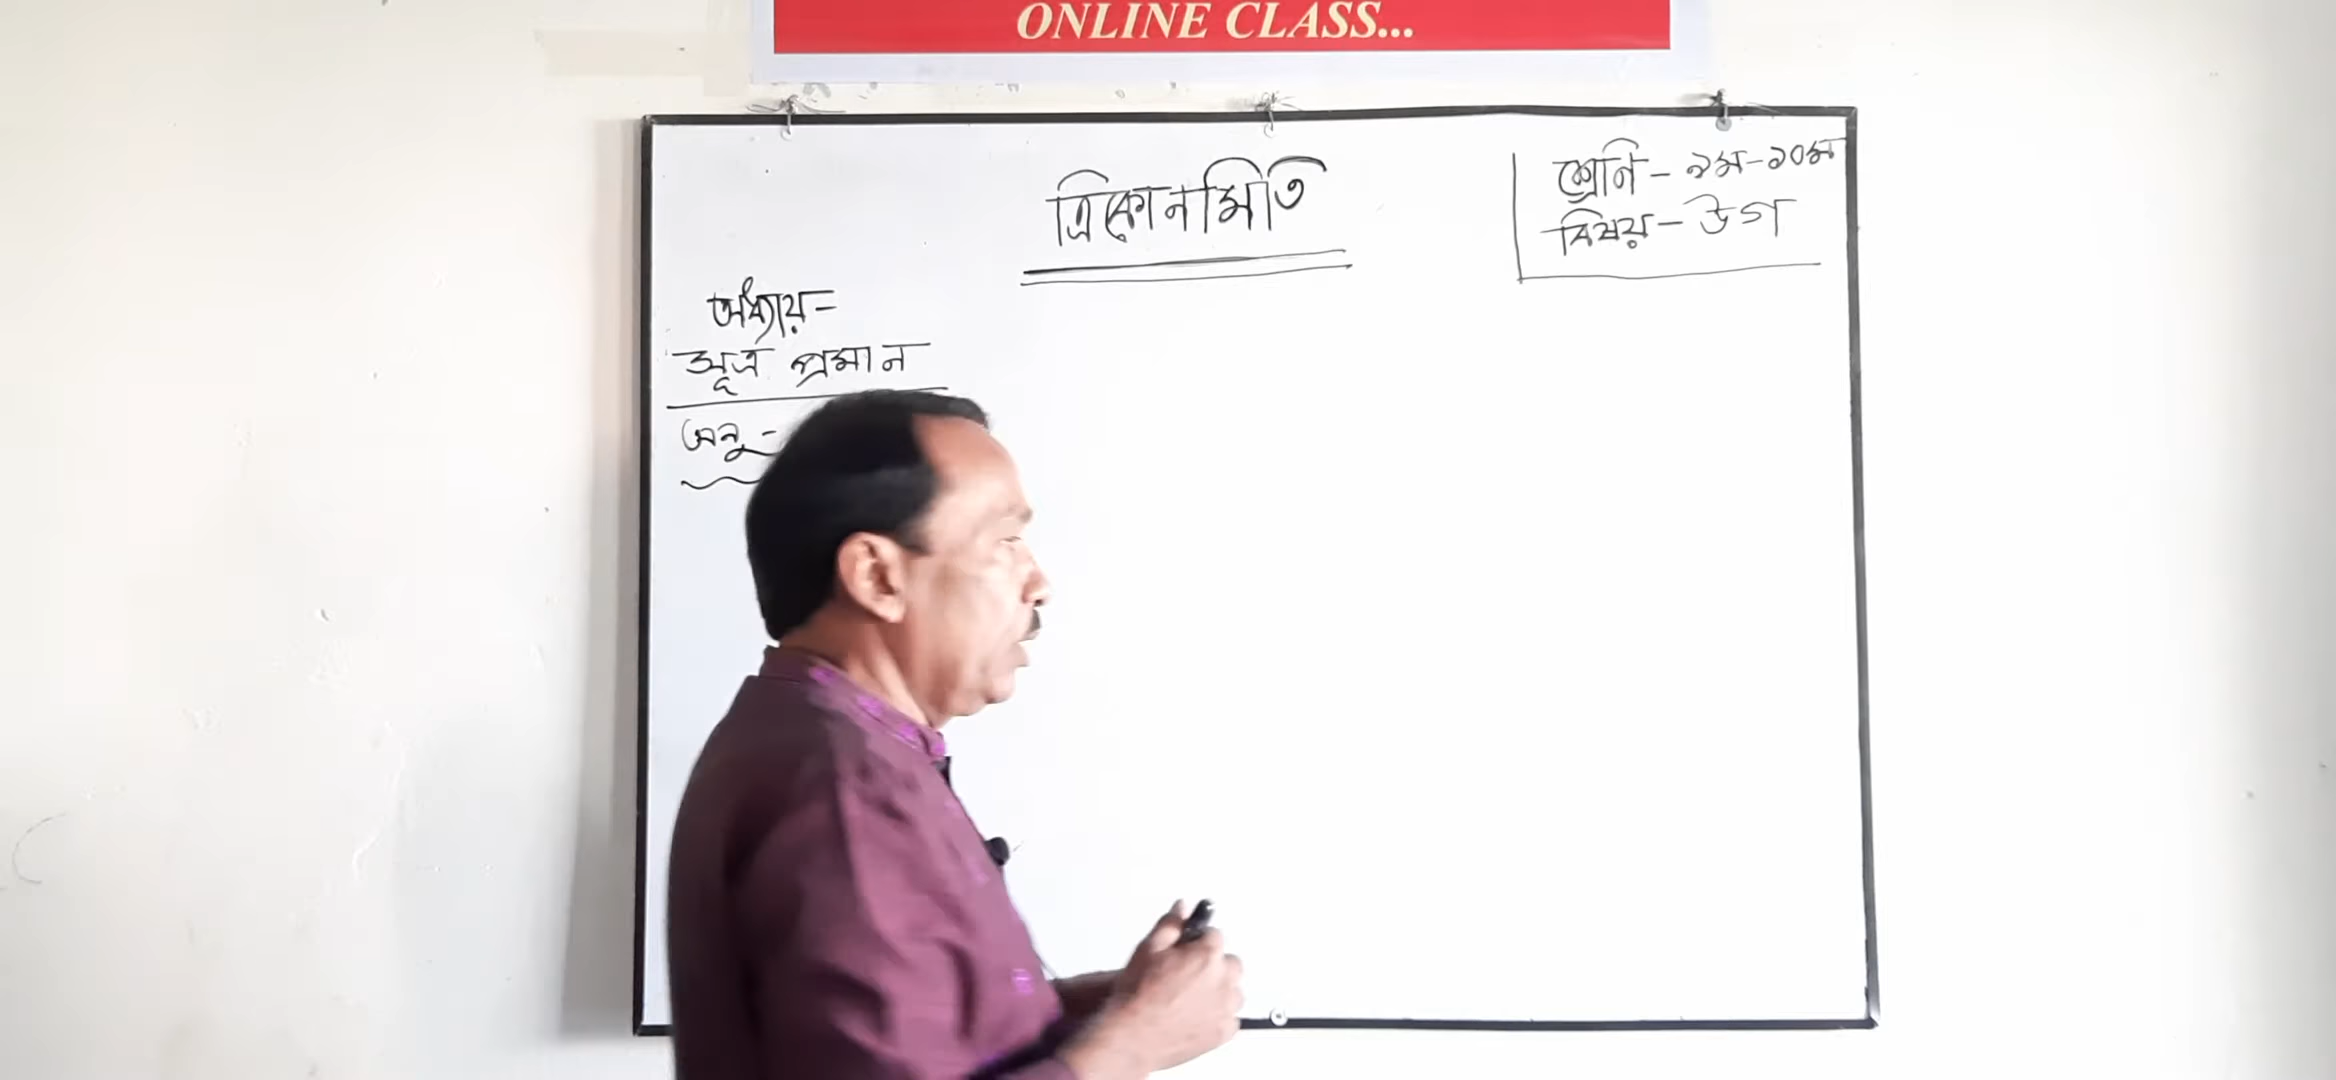 ONLINE CLASS...
ত্রিকোনমিতি
শ্রেনি - ৯ম-১০ম
বিষয় - উগ
অধ্যায় -
সূত্র প্রমান
অনু -